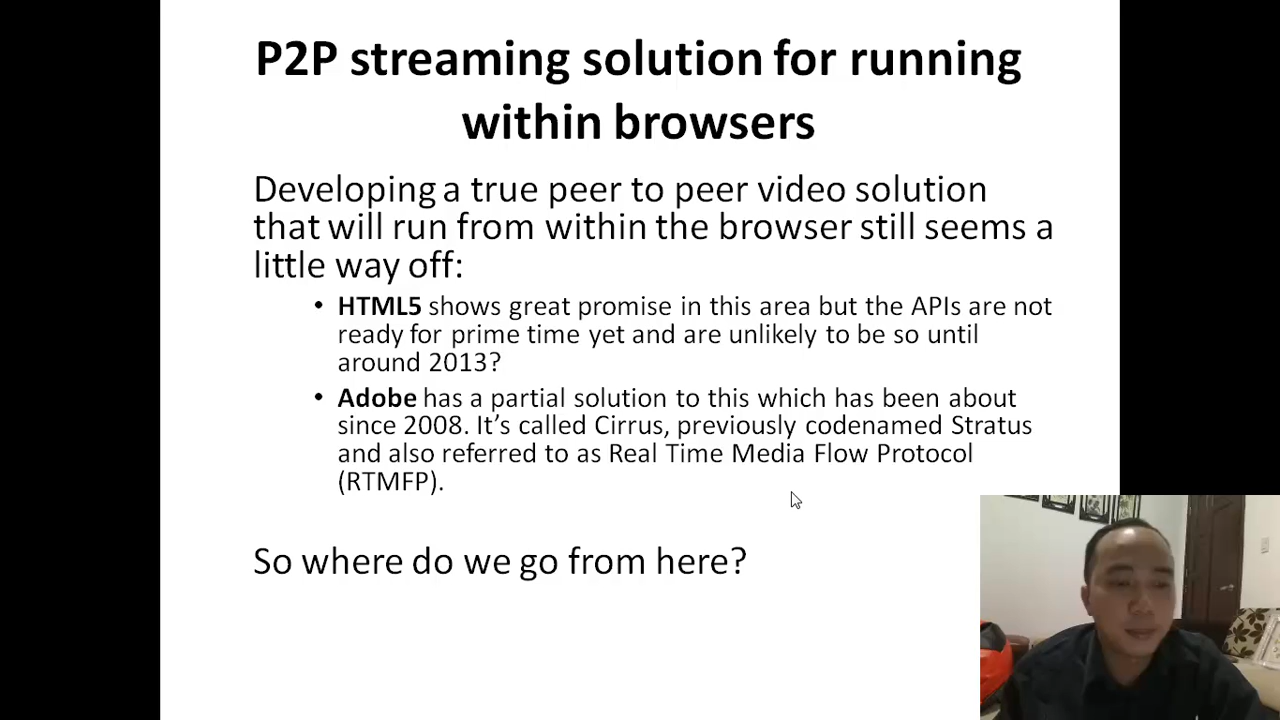 P2P streaming solution for running
within browsers
Developing a true peer to peer video solution
that will run from within the browser still seems a
little way off:
• HTML5 shows great promise in this area but the APIs are not
ready for prime time yet and are unlikely to be so until
around 2013?
• Adobe has a partial solution to this which has been about
since 2008. It’s called Cirrus, previously codenamed Stratus
and also referred to as Real Time Media Flow Protocol
(RTMFP).
So where do we go from here?